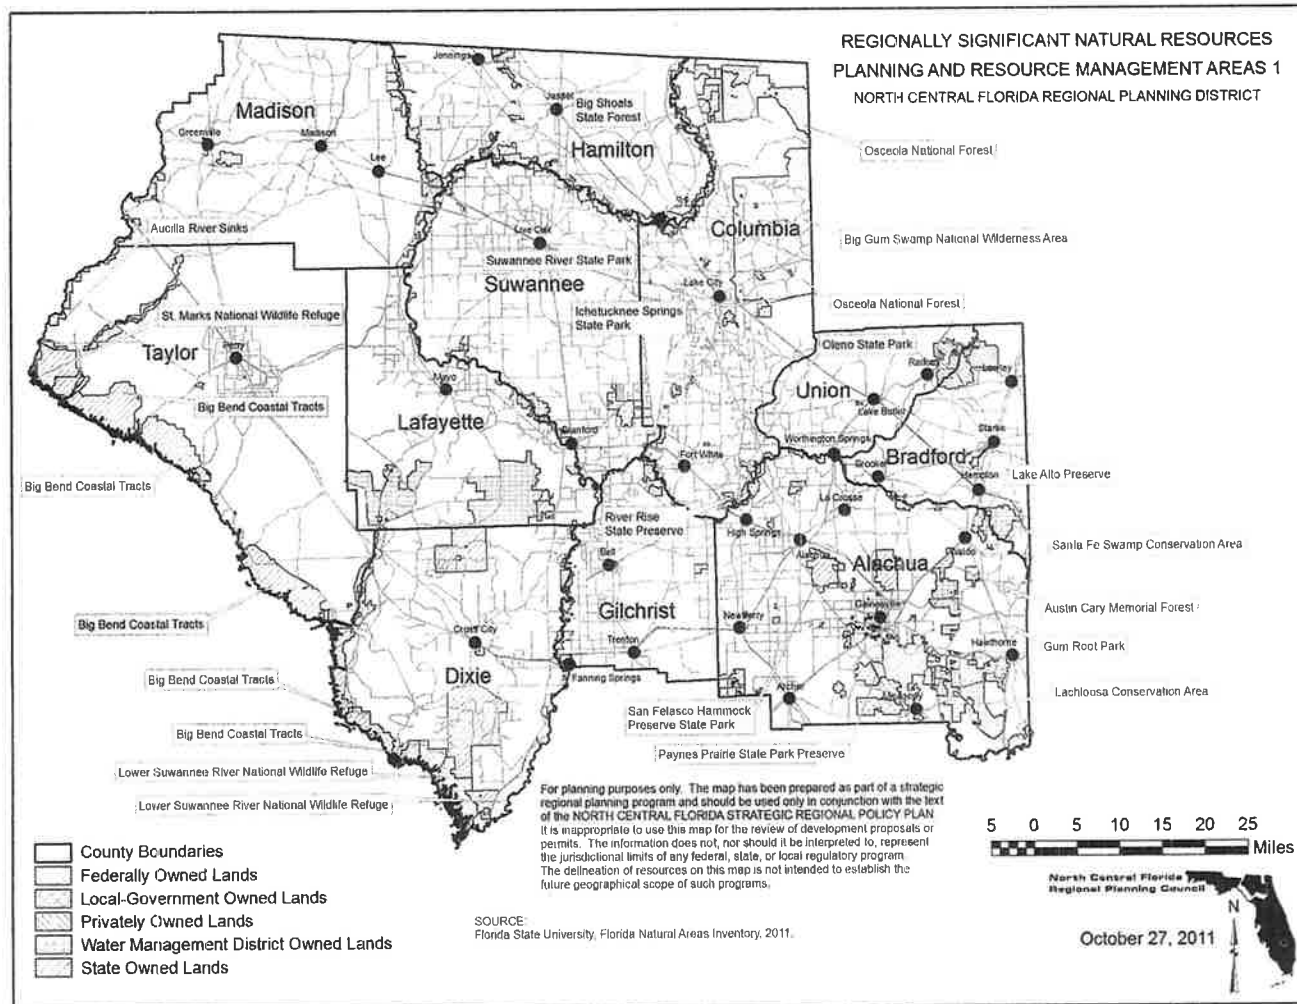 REGIONALLY SIGNIFICANT NATURAL RESOURCES
PLANNING AND RESOURCE MANAGEMENT AREAS 1
NORTH CENTRAL FLORIDA REGIONAL PLANNING DISTRICT
Jennings
Madison
Jasper
Big Shoals
State Forest
Greenville
Madison
Hamilton
Osceola National Forest
Lee
Aucilla River Sinks
Live Oak
Columbia
Big Gum Swamp National Wilderness Area
Suwannee River State Park
Suwannee
Lake City
Osceola National Forest
St. Marks National Wildlife Refuge
Ichetucknee Springs
State Park
Taylor
Perry
Oleno State Park
Raiford
Lawtey
Mayo
Union
Lake Butler
Big Bend Coastal Tracts
Lafayette
Branford
Worthington Springs
Starke
Fort White
Bradford
Brooker
Hampton
Lake Alto Preserve
Big Bend Coastal Tracts
La Crosse
River Rise
State Preserve
High Springs
Alachua
Waldo
Santa Fe Swamp Conservation Area
Bell
Alachua
Gilchrist
Gainesville
Austin Cary Memorial Forest
Big Bend Coastal Tracts
Cross City
Trenton
Newberry
Hawthorne
Gum Root Park
Dixie
Fanning Springs
Big Bend Coastal Tracts
Archer
Micanopy
Lochloosa Conservation Area
San Felasco Hammock
Preserve State Park
Big Bend Coastal Tracts
Paynes Prairie State Park Preserve
Lower Suwannee River National Wildlife Refuge
Lower Suwannee River National Wildlife Refuge
For planning purposes only. The map has been prepared as part of a strategic
regional planning program and should be used only in conjunction with the text
of the NORTH CENTRAL FLORIDA STRATEGIC REGIONAL POLICY PLAN
It is inappropriate to use this map for the review of development proposals or
permits. The information does not, nor should it be interpreted to, represent
the jurisdictional limits of any federal, state, or local regulatory program.
The delineation of resources on this map is not intended to establish the
future geographical scope of such programs.
5 0 5 10 15 20 25
Miles
County Boundaries
Federally Owned Lands
Local-Government Owned Lands
Privately Owned Lands
Water Management District Owned Lands
State Owned Lands
SOURCE:
Florida State University, Florida Natural Areas Inventory, 2011.
North Central Florida
Regional Planning Council
N
October 27, 2011